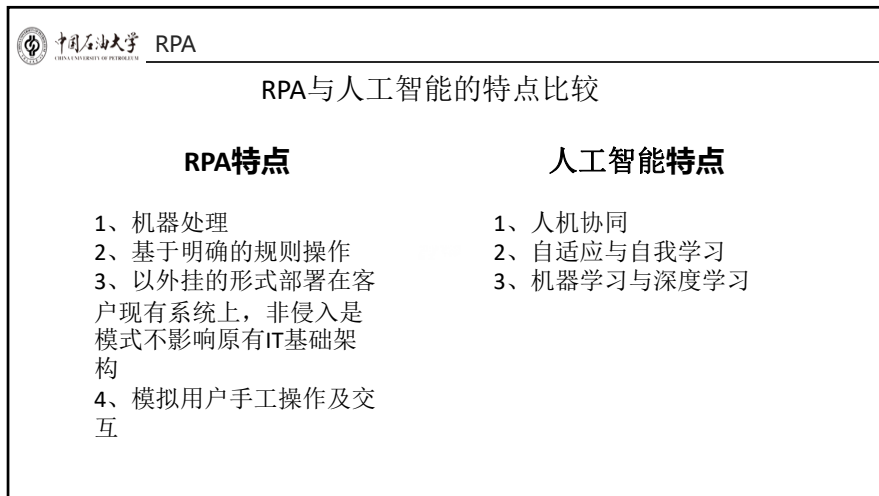 中国石油大学 RPA
CHINA UNIVERSITY OF PETROLEUM
RPA与人工智能的特点比较
RPA特点
1、机器处理
2、基于明确的规则操作
3、以外挂的形式部署在客
户现有系统上，非侵入是
模式不影响原有IT基础架
构
4、模拟用户手工操作及交
互
人工智能特点
1、人机协同
2、自适应与自我学习
3、机器学习与深度学习